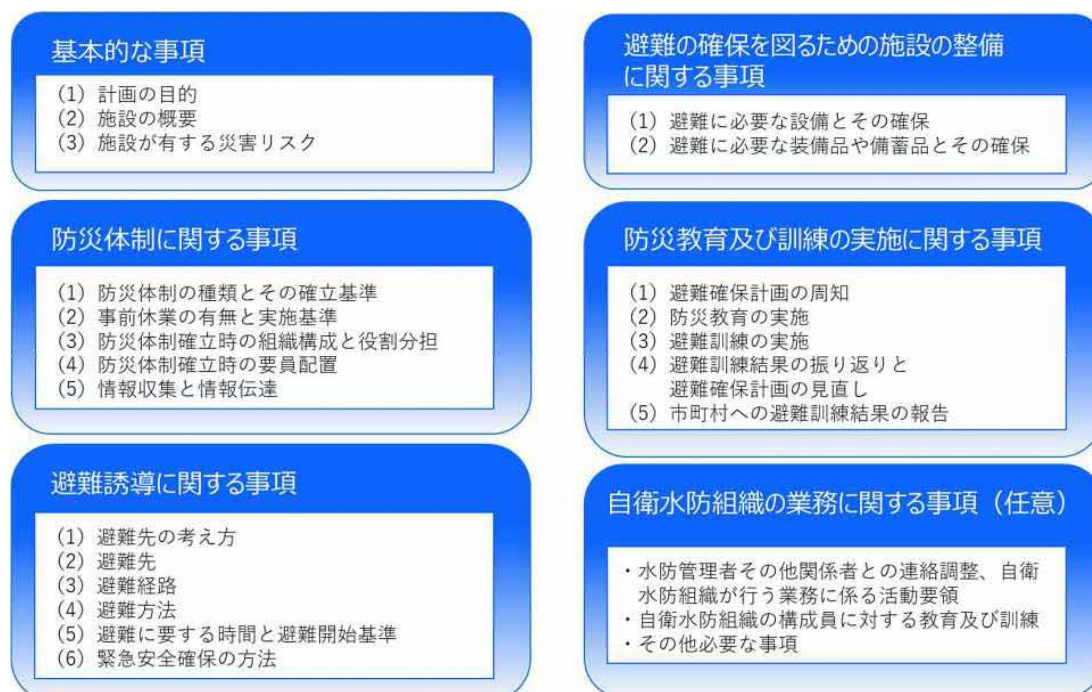 基本的な事項
(1) 計画の目的
(2) 施設の概要
(3) 施設が有する災害リスク
防災体制に関する事項
(1) 防災体制の種類とその確立基準
(2) 事前休業の有無と実施基準
(3) 防災体制確立時の組織構成と役割分担
(4) 防災体制確立時の要員配置
(5) 情報収集と情報伝達
避難誘導に関する事項
(1) 避難先の考え方
(2) 避難先
(3) 避難経路
(4) 避難方法
(5) 避難に要する時間と避難開始基準
(6) 緊急安全確保の方法
避難の確保を図るための施設の整備
に関する事項
(1) 避難に必要な設備とその確保
(2) 避難に必要な装備品や備蓄品とその確保
防災教育及び訓練の実施に関する事項
(1) 避難確保計画の周知
(2) 防災教育の実施
(3) 避難訓練の実施
(4) 避難訓練結果の振り返りと
避難確保計画の見直し
(5) 市町村への避難訓練結果の報告
自衛水防組織の業務に関する事項（任意）
・水防管理者その他関係者との連絡調整、自衛
水防組織が行う業務に係る活動要領
・自衛水防組織の構成員に対する教育及び訓練
・その他必要な事項